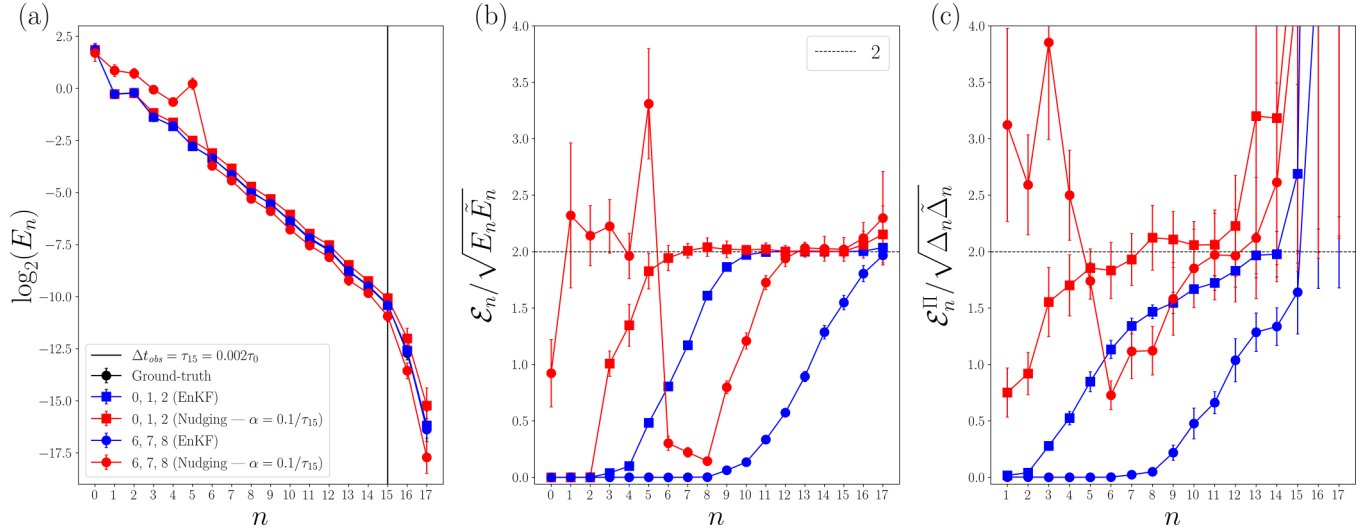 (a)
2.5
0.0
−2.5
−5.0
−7.5
−10.0
−12.5
−15.0
−17.5
log₂(Eₙ)
Δt_obs = τ₁₅ = 0.002τ₀
Ground-truth
0, 1, 2 (EnKF)
0, 1, 2 (Nudging — α = 0.1/τ₁₅)
6, 7, 8 (EnKF)
6, 7, 8 (Nudging — α = 0.1/τ₁₅)
0 1 2 3 4 5 6 7 8 9 10 11 12 13 14 15 16 17
n
(b)
4.0
3.5
3.0
2.5
2.0
1.5
1.0
0.5
0.0
ℰₙ/√(EₙẼₙ)
2
0 1 2 3 4 5 6 7 8 9 10 11 12 13 14 15 16 17
n
(c)
4.0
3.5
3.0
2.5
2.0
1.5
1.0
0.5
0.0
ℰₙ^Π/√(ΔₙΔ̃ₙ)
1 2 3 4 5 6 7 8 9 10 11 12 13 14 15 16 17
n